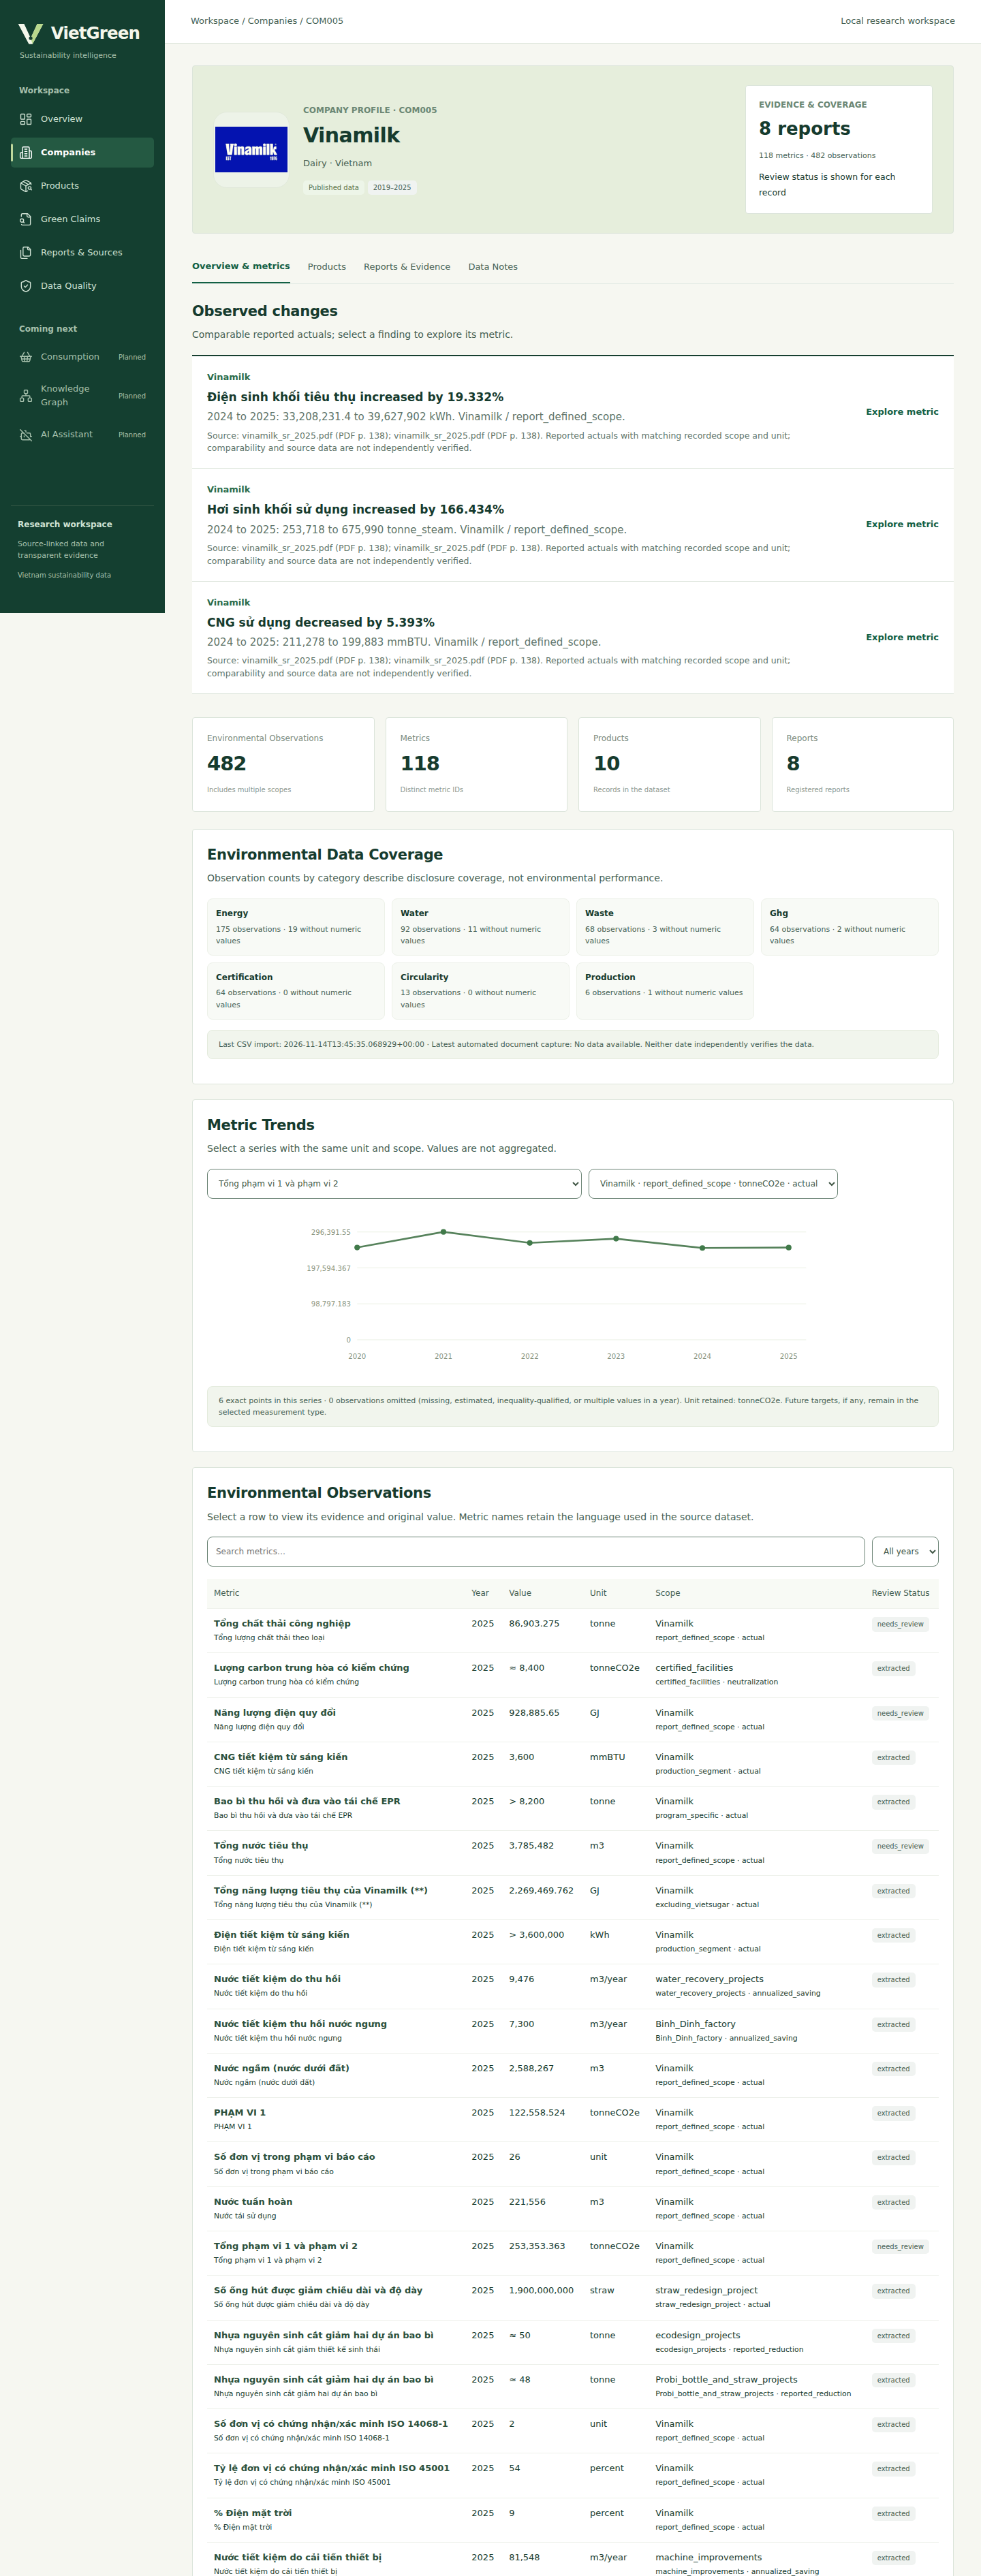 VietGreen
Sustainability intelligence
Workspace
Overview
Companies
Products
Green Claims
Reports & Sources
Data Quality
Coming next
Consumption Planned
Knowledge
Graph Planned
AI Assistant Planned
Research workspace
Source-linked data and
transparent evidence
Vietnam sustainability data
Workspace / Companies / COM005
Local research workspace
Vinamilk
EST 1976
COMPANY PROFILE · COM005
Vinamilk
Dairy · Vietnam
Published data 2019–2025
EVIDENCE & COVERAGE
8 reports
118 metrics · 482 observations
Review status is shown for each
record
Overview & metrics Products Reports & Evidence Data Notes
Observed changes
Comparable reported actuals; select a finding to explore its metric.
Vinamilk
Điện sinh khối tiêu thụ increased by 19.332%
2024 to 2025: 33,208,231.4 to 39,627,902 kWh. Vinamilk / report_defined_scope.
Source: vinamilk_sr_2025.pdf (PDF p. 138); vinamilk_sr_2025.pdf (PDF p. 138). Reported actuals with matching recorded scope and unit;
comparability and source data are not independently verified.
Explore metric
Vinamilk
Hơi sinh khối sử dụng increased by 166.434%
2024 to 2025: 253,718 to 675,990 tonne_steam. Vinamilk / report_defined_scope.
Source: vinamilk_sr_2025.pdf (PDF p. 138); vinamilk_sr_2025.pdf (PDF p. 138). Reported actuals with matching recorded scope and unit;
comparability and source data are not independently verified.
Explore metric
Vinamilk
CNG sử dụng decreased by 5.393%
2024 to 2025: 211,278 to 199,883 mmBTU. Vinamilk / report_defined_scope.
Source: vinamilk_sr_2025.pdf (PDF p. 138); vinamilk_sr_2025.pdf (PDF p. 138). Reported actuals with matching recorded scope and unit;
comparability and source data are not independently verified.
Explore metric
Environmental Observations
482
Includes multiple scopes
Metrics
118
Distinct metric IDs
Products
10
Records in the dataset
Reports
8
Registered reports
Environmental Data Coverage
Observation counts by category describe disclosure coverage, not environmental performance.
Energy
175 observations · 19 without numeric
values
Water
92 observations · 11 without numeric
values
Waste
68 observations · 3 without numeric
values
Ghg
64 observations · 2 without numeric
values
Certification
64 observations · 0 without numeric
values
Circularity
13 observations · 0 without numeric
values
Production
6 observations · 1 without numeric values
Last CSV import: 2026-11-14T13:45:35.068929+00:00 · Latest automated document capture: No data available. Neither date independently verifies the data.
Metric Trends
Select a series with the same unit and scope. Values are not aggregated.
Tổng phạm vi 1 và phạm vi 2
Vinamilk · report_defined_scope · tonneCO2e · actual
296,391.55
197,594.367
98,797.183
0
2020 2021 2022 2023 2024 2025
6 exact points in this series · 0 observations omitted (missing, estimated, inequality-qualified, or multiple values in a year). Unit retained: tonneCO2e. Future targets, if any, remain in the
selected measurement type.
Environmental Observations
Select a row to view its evidence and original value. Metric names retain the language used in the source dataset.
Search metrics...
All years
Metric Year Value Unit Scope Review Status
Tổng chất thải công nghiệp 2025 86,903.275 tonne Vinamilk needs_review
Tổng lượng chất thải theo loại report_defined_scope · actual
Lượng carbon trung hòa có kiểm chứng 2025 ≈ 8,400 tonneCO2e certified_facilities extracted
Lượng carbon trung hòa có kiểm chứng certified_facilities · neutralization
Năng lượng điện quy đổi 2025 928,885.65 GJ Vinamilk needs_review
Năng lượng điện quy đổi report_defined_scope · actual
CNG tiết kiệm từ sáng kiến 2025 3,600 mmBTU Vinamilk extracted
CNG tiết kiệm từ sáng kiến production_segment · actual
Bao bì thu hồi và đưa vào tái chế EPR 2025 > 8,200 tonne Vinamilk extracted
Bao bì thu hồi và đưa vào tái chế EPR program_specific · actual
Tổng nước tiêu thụ 2025 3,785,482 m3 Vinamilk needs_review
Tổng nước tiêu thụ report_defined_scope · actual
Tổng năng lượng tiêu thụ của Vinamilk (**) 2025 2,269,469.762 GJ Vinamilk extracted
Tổng năng lượng tiêu thụ của Vinamilk (**) excluding_vietsugar · actual
Điện tiết kiệm từ sáng kiến 2025 > 3,600,000 kWh Vinamilk extracted
Điện tiết kiệm từ sáng kiến production_segment · actual
Nước tiết kiệm do thu hồi 2025 9,476 m3/year water_recovery_projects extracted
Nước tiết kiệm do thu hồi water_recovery_projects · annualized_saving
Nước tiết kiệm thu hồi nước ngưng 2025 7,300 m3/year Binh_Dinh_factory extracted
Nước tiết kiệm thu hồi nước ngưng Binh_Dinh_factory · annualized_saving
Nước ngầm (nước dưới đất) 2025 2,588,267 m3 Vinamilk extracted
Nước ngầm (nước dưới đất) report_defined_scope · actual
PHẠM VI 1 2025 122,558.524 tonneCO2e Vinamilk extracted
PHẠM VI 1 report_defined_scope · actual
Số đơn vị trong phạm vi báo cáo 2025 26 unit Vinamilk extracted
Số đơn vị trong phạm vi báo cáo report_defined_scope · actual
Nước tuần hoàn 2025 221,556 m3 Vinamilk extracted
Nước tái sử dụng report_defined_scope · actual
Tổng phạm vi 1 và phạm vi 2 2025 253,353.363 tonneCO2e Vinamilk needs_review
Tổng phạm vi 1 và phạm vi 2 report_defined_scope · actual
Số ống hút được giảm chiều dài và độ dày 2025 1,900,000,000 straw straw_redesign_project extracted
Số ống hút được giảm chiều dài và độ dày straw_redesign_project · actual
Nhựa nguyên sinh cắt giảm hai dự án bao bì 2025 ≈ 50 tonne ecodesign_projects extracted
Nhựa nguyên sinh cắt giảm thiết kế sinh thái ecodesign_projects · reported_reduction
Nhựa nguyên sinh cắt giảm hai dự án bao bì 2025 ≈ 48 tonne Probi_bottle_and_straw_projects extracted
Nhựa nguyên sinh cắt giảm hai dự án bao bì Probi_bottle_and_straw_projects · reported_reduction
Số đơn vị có chứng nhận/xác minh ISO 14068-1 2025 2 unit Vinamilk extracted
Số đơn vị có chứng nhận/xác minh ISO 14068-1 report_defined_scope · actual
Tỷ lệ đơn vị có chứng nhận/xác minh ISO 45001 2025 54 percent Vinamilk extracted
Tỷ lệ đơn vị có chứng nhận/xác minh ISO 45001 report_defined_scope · actual
% Điện mặt trời 2025 9 percent Vinamilk extracted
% Điện mặt trời report_defined_scope · actual
Nước tiết kiệm do cải tiến thiết bị 2025 81,548 m3/year machine_improvements extracted
Nước tiết kiệm do cải tiến thiết bị machine_improvements · annualized_saving